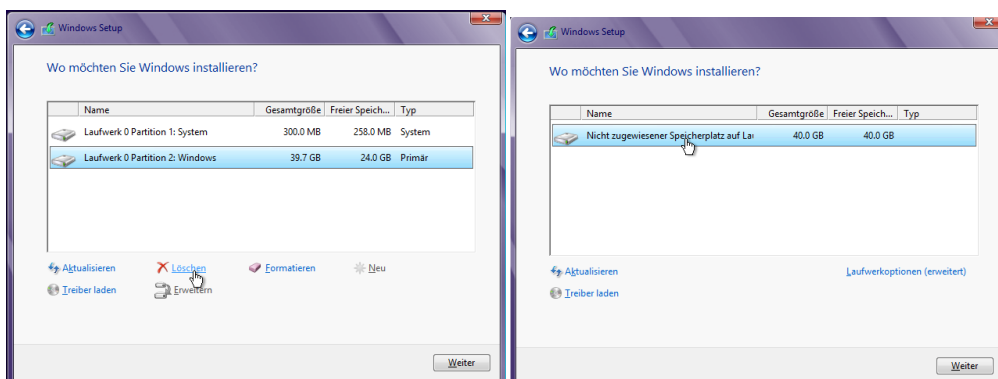 Windows Setup
Wo möchten Sie Windows installieren?
Name Gesamtgröße Freier Speich... Typ
Laufwerk 0 Partition 1: System 300.0 MB 258.0 MB System
Laufwerk 0 Partition 2: Windows 39.7 GB 24.0 GB Primär
Aktualisieren Löschen Formatieren Neu
Treiber laden Erweitern
Weiter
Windows Setup
Wo möchten Sie Windows installieren?
Name Gesamtgröße Freier Speich... Typ
Nicht zugewiesener Speicherplatz auf Lau 40.0 GB 40.0 GB
Aktualisieren Laufwerkoptionen (erweitert)
Treiber laden
Weiter